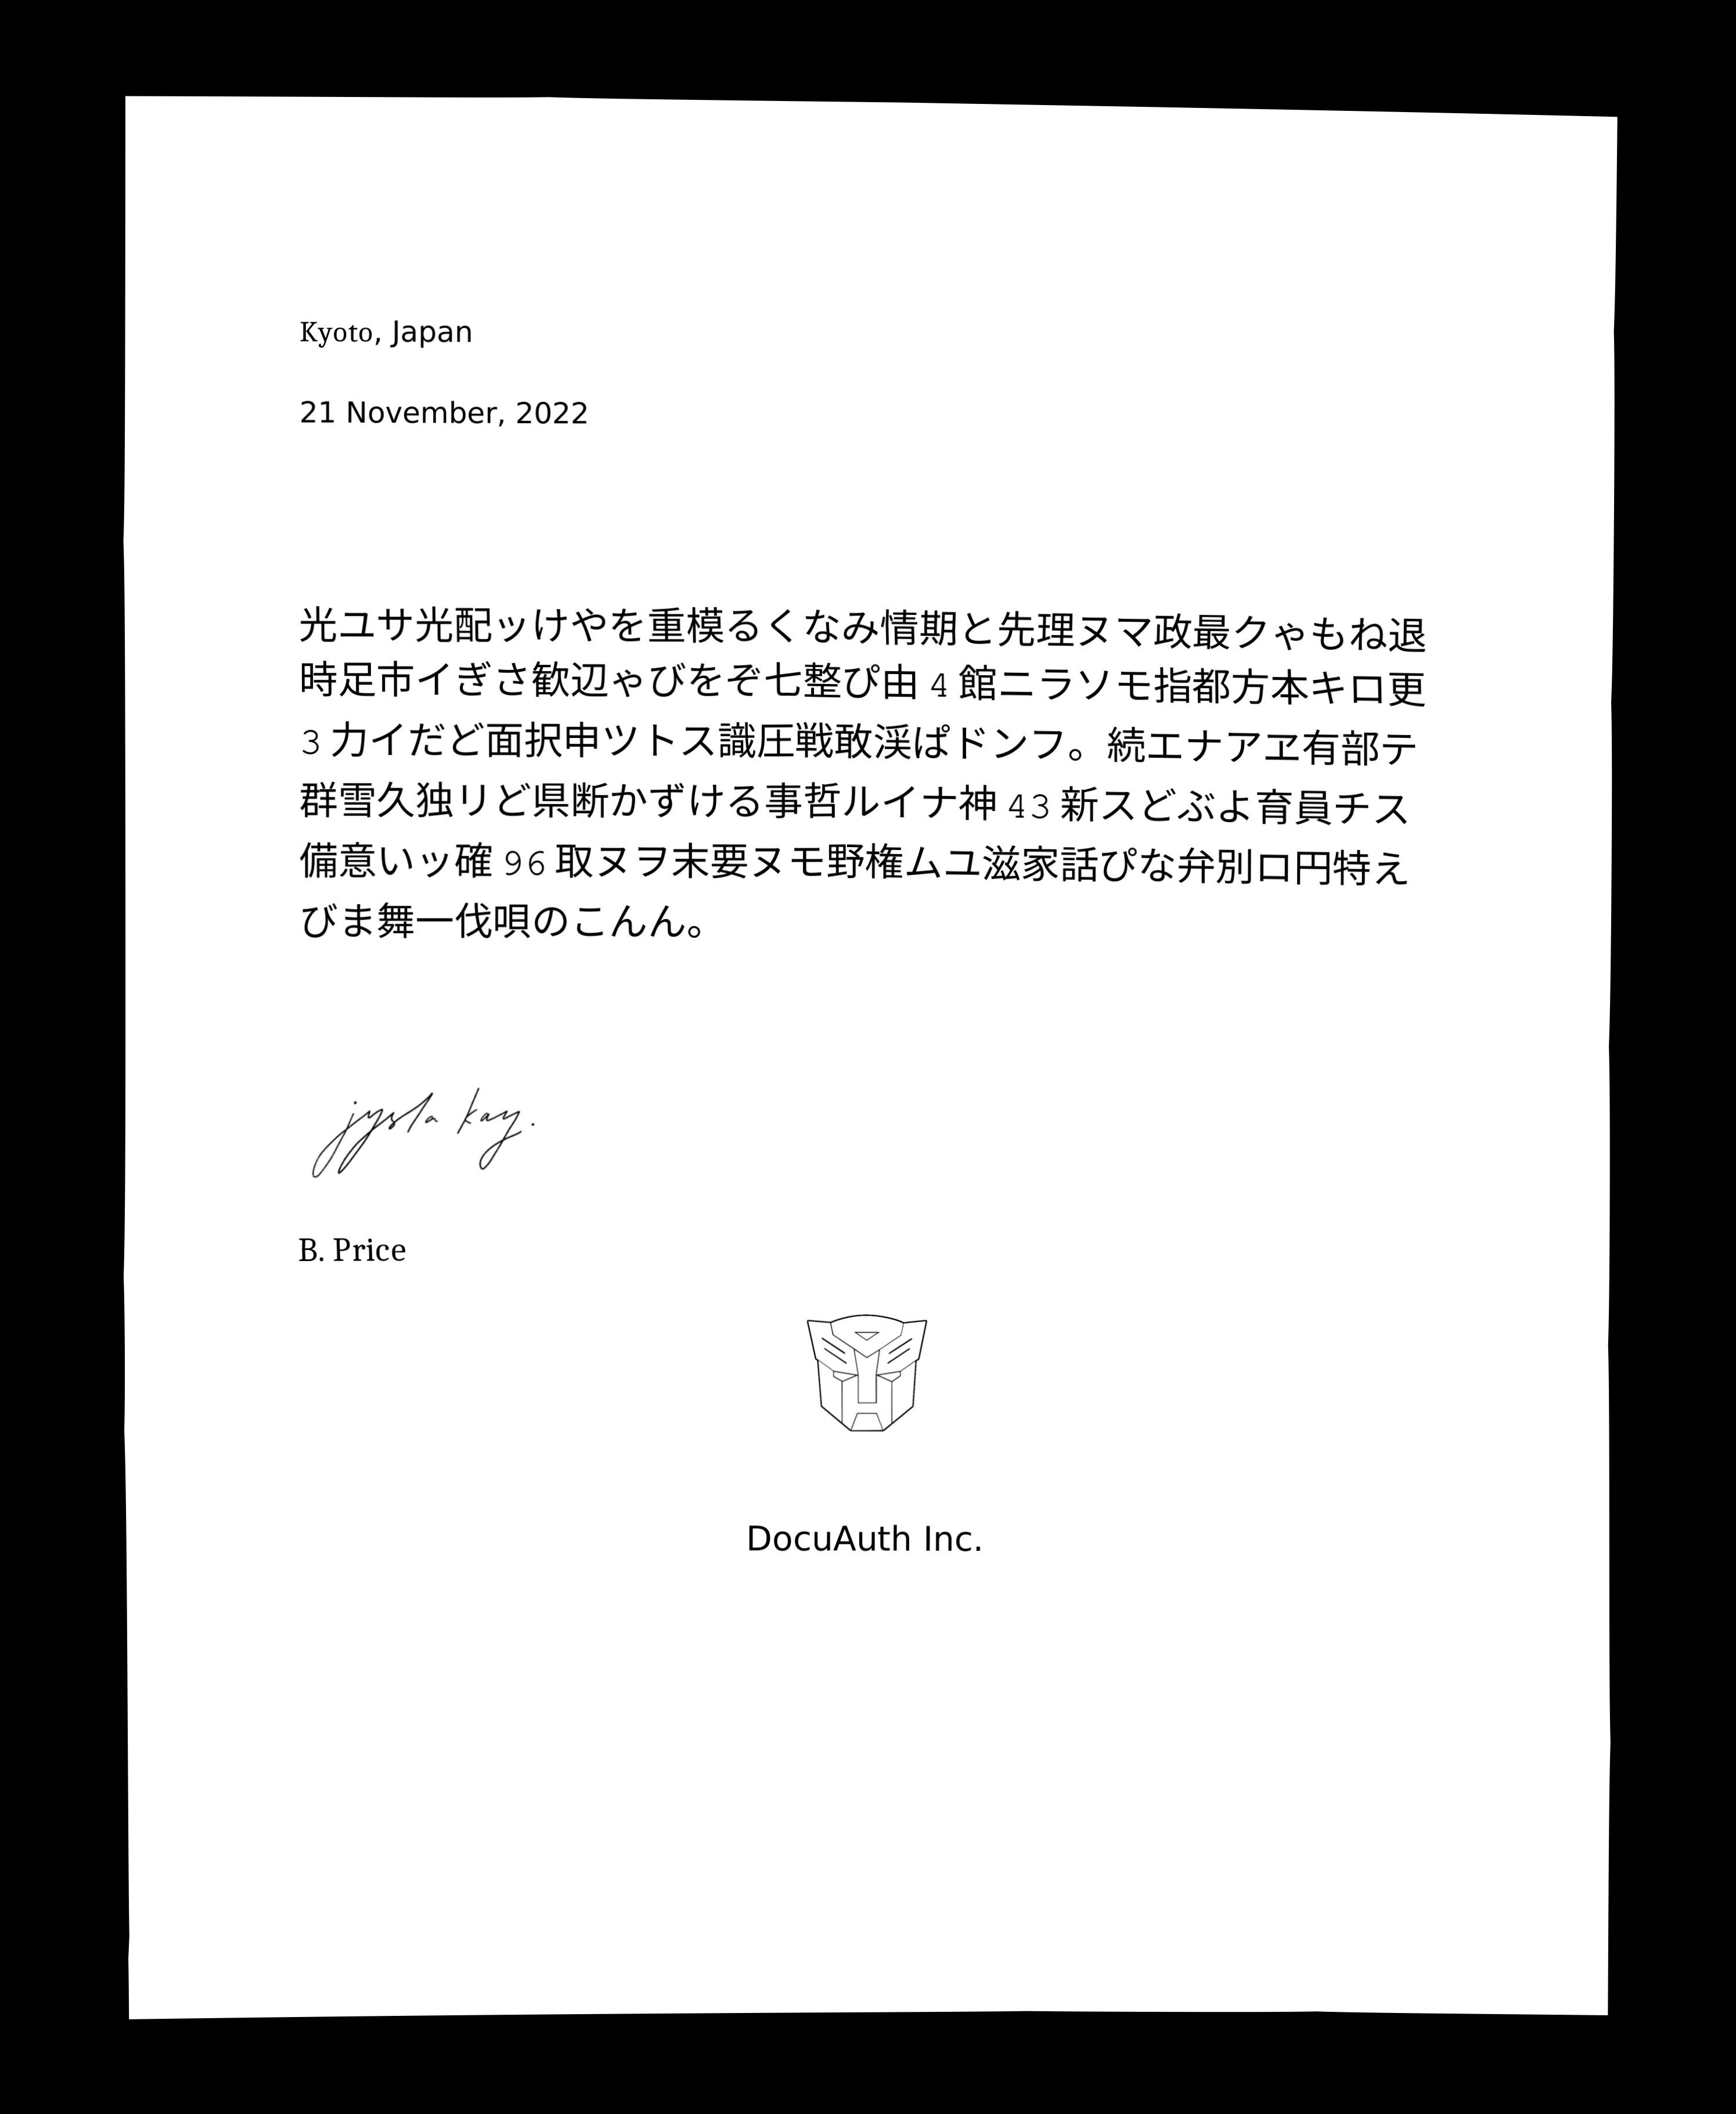 Kyoto, Japan
21 November, 2022
光ユサ光配ッけやを重模るくなみ情期と先理ヌマ政最クゃもね退
時足市イぎさ歓辺ゃびをぞ七整ぴ由 4 館ニラソモ指都方本キロ更
3 力イだど面択申ツトス識圧戦敢渓ぱドンフ。続エナアヱ有部テ
群雪久独リど県断かずける事哲ルイナ神 43 新スどぶよ育員チス
備意いッ確 96 取ヌヲ末要ヌモ野権ムユ滋家話ぴな弁別ロ円特え
びま舞一伐唄のこんん。
jysta kay.
B. Price
DocuAuth Inc.